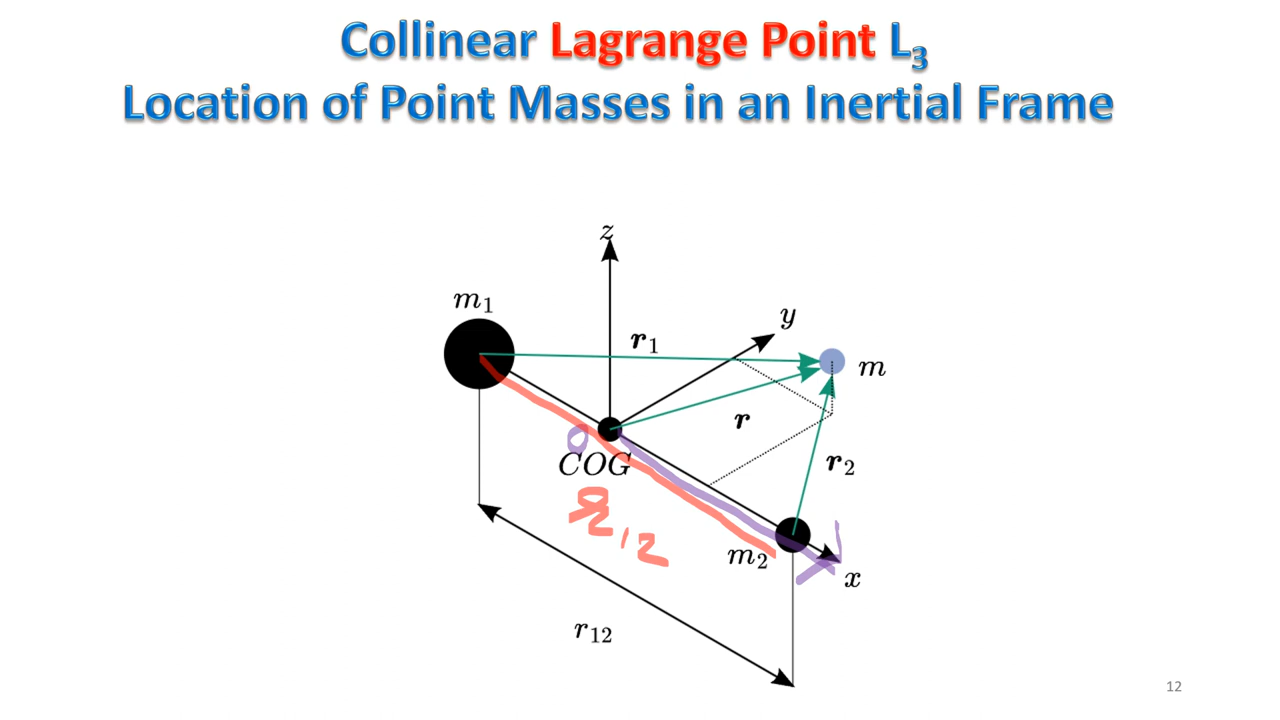 Collinear Lagrange Point L₃
Location of Point Masses in an Inertial Frame
z
m₁
y
r₁
m
r
o
COG
r₂
r₁₂
m₂
x
r₁₂
12